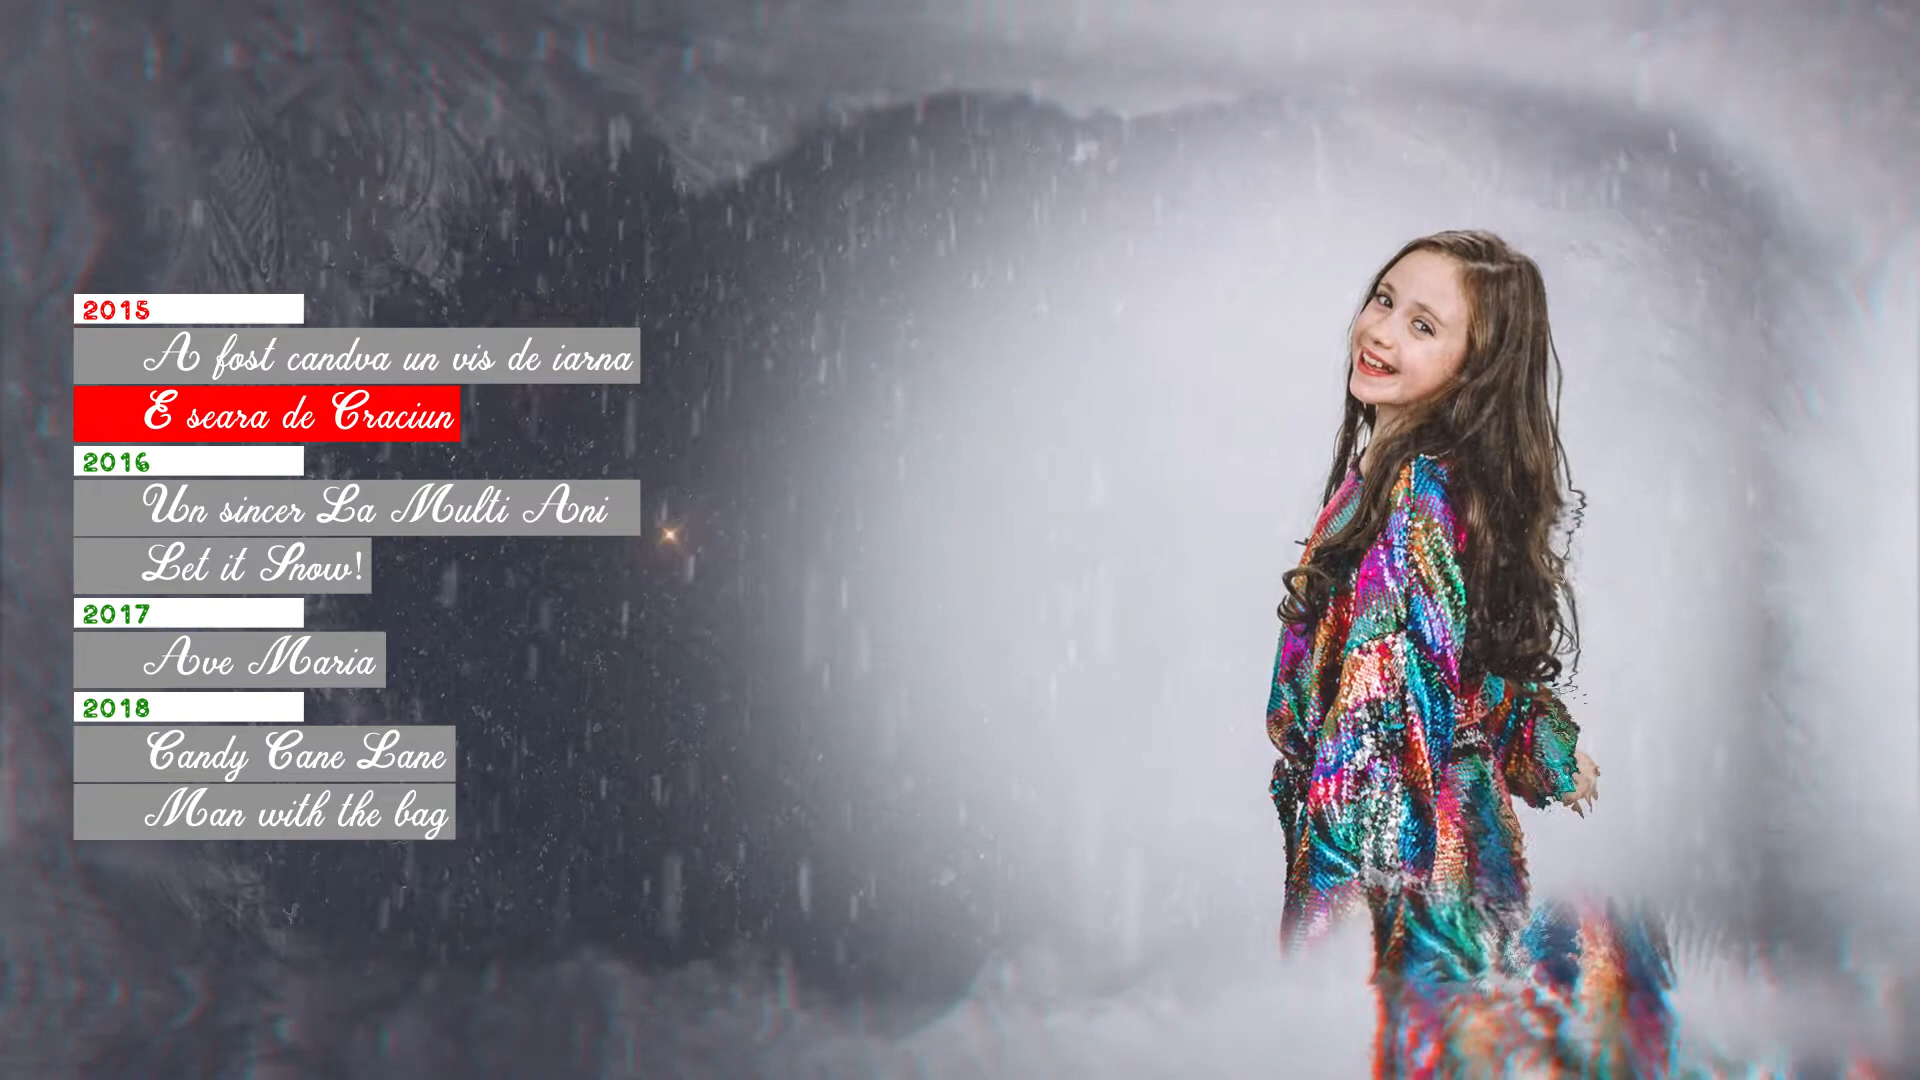 2015
A fost candva un vis de iarna
E seara de Craciun
2016
Un sincer La Multi Ani
Let it Snow!
2017
Ave Maria
2018
Candy Cane Lane
Man with the bag